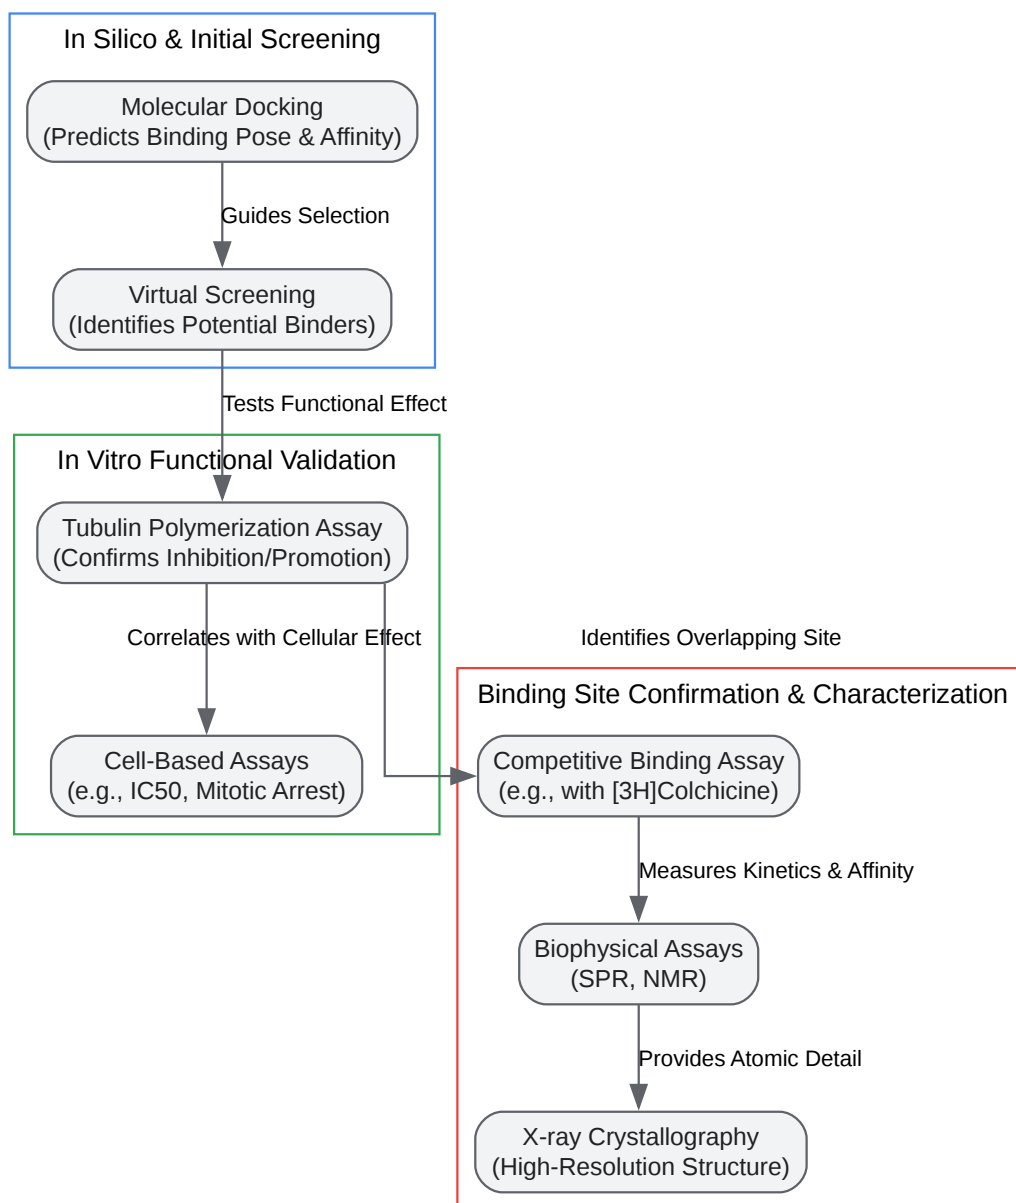 In Silico & Initial Screening
Molecular Docking
(Predicts Binding Pose & Affinity)
Guides Selection
Virtual Screening
(Identifies Potential Binders)
Tests Functional Effect
In Vitro Functional Validation
Tubulin Polymerization Assay
(Confirms Inhibition/Promotion)
Correlates with Cellular Effect
Identifies Overlapping Site
Cell-Based Assays
(e.g., IC50, Mitotic Arrest)
Binding Site Confirmation & Characterization
Competitive Binding Assay
(e.g., with [3H]Colchicine)
Measures Kinetics & Affinity
Biophysical Assays
(SPR, NMR)
Provides Atomic Detail
X-ray Crystallography
(High-Resolution Structure)